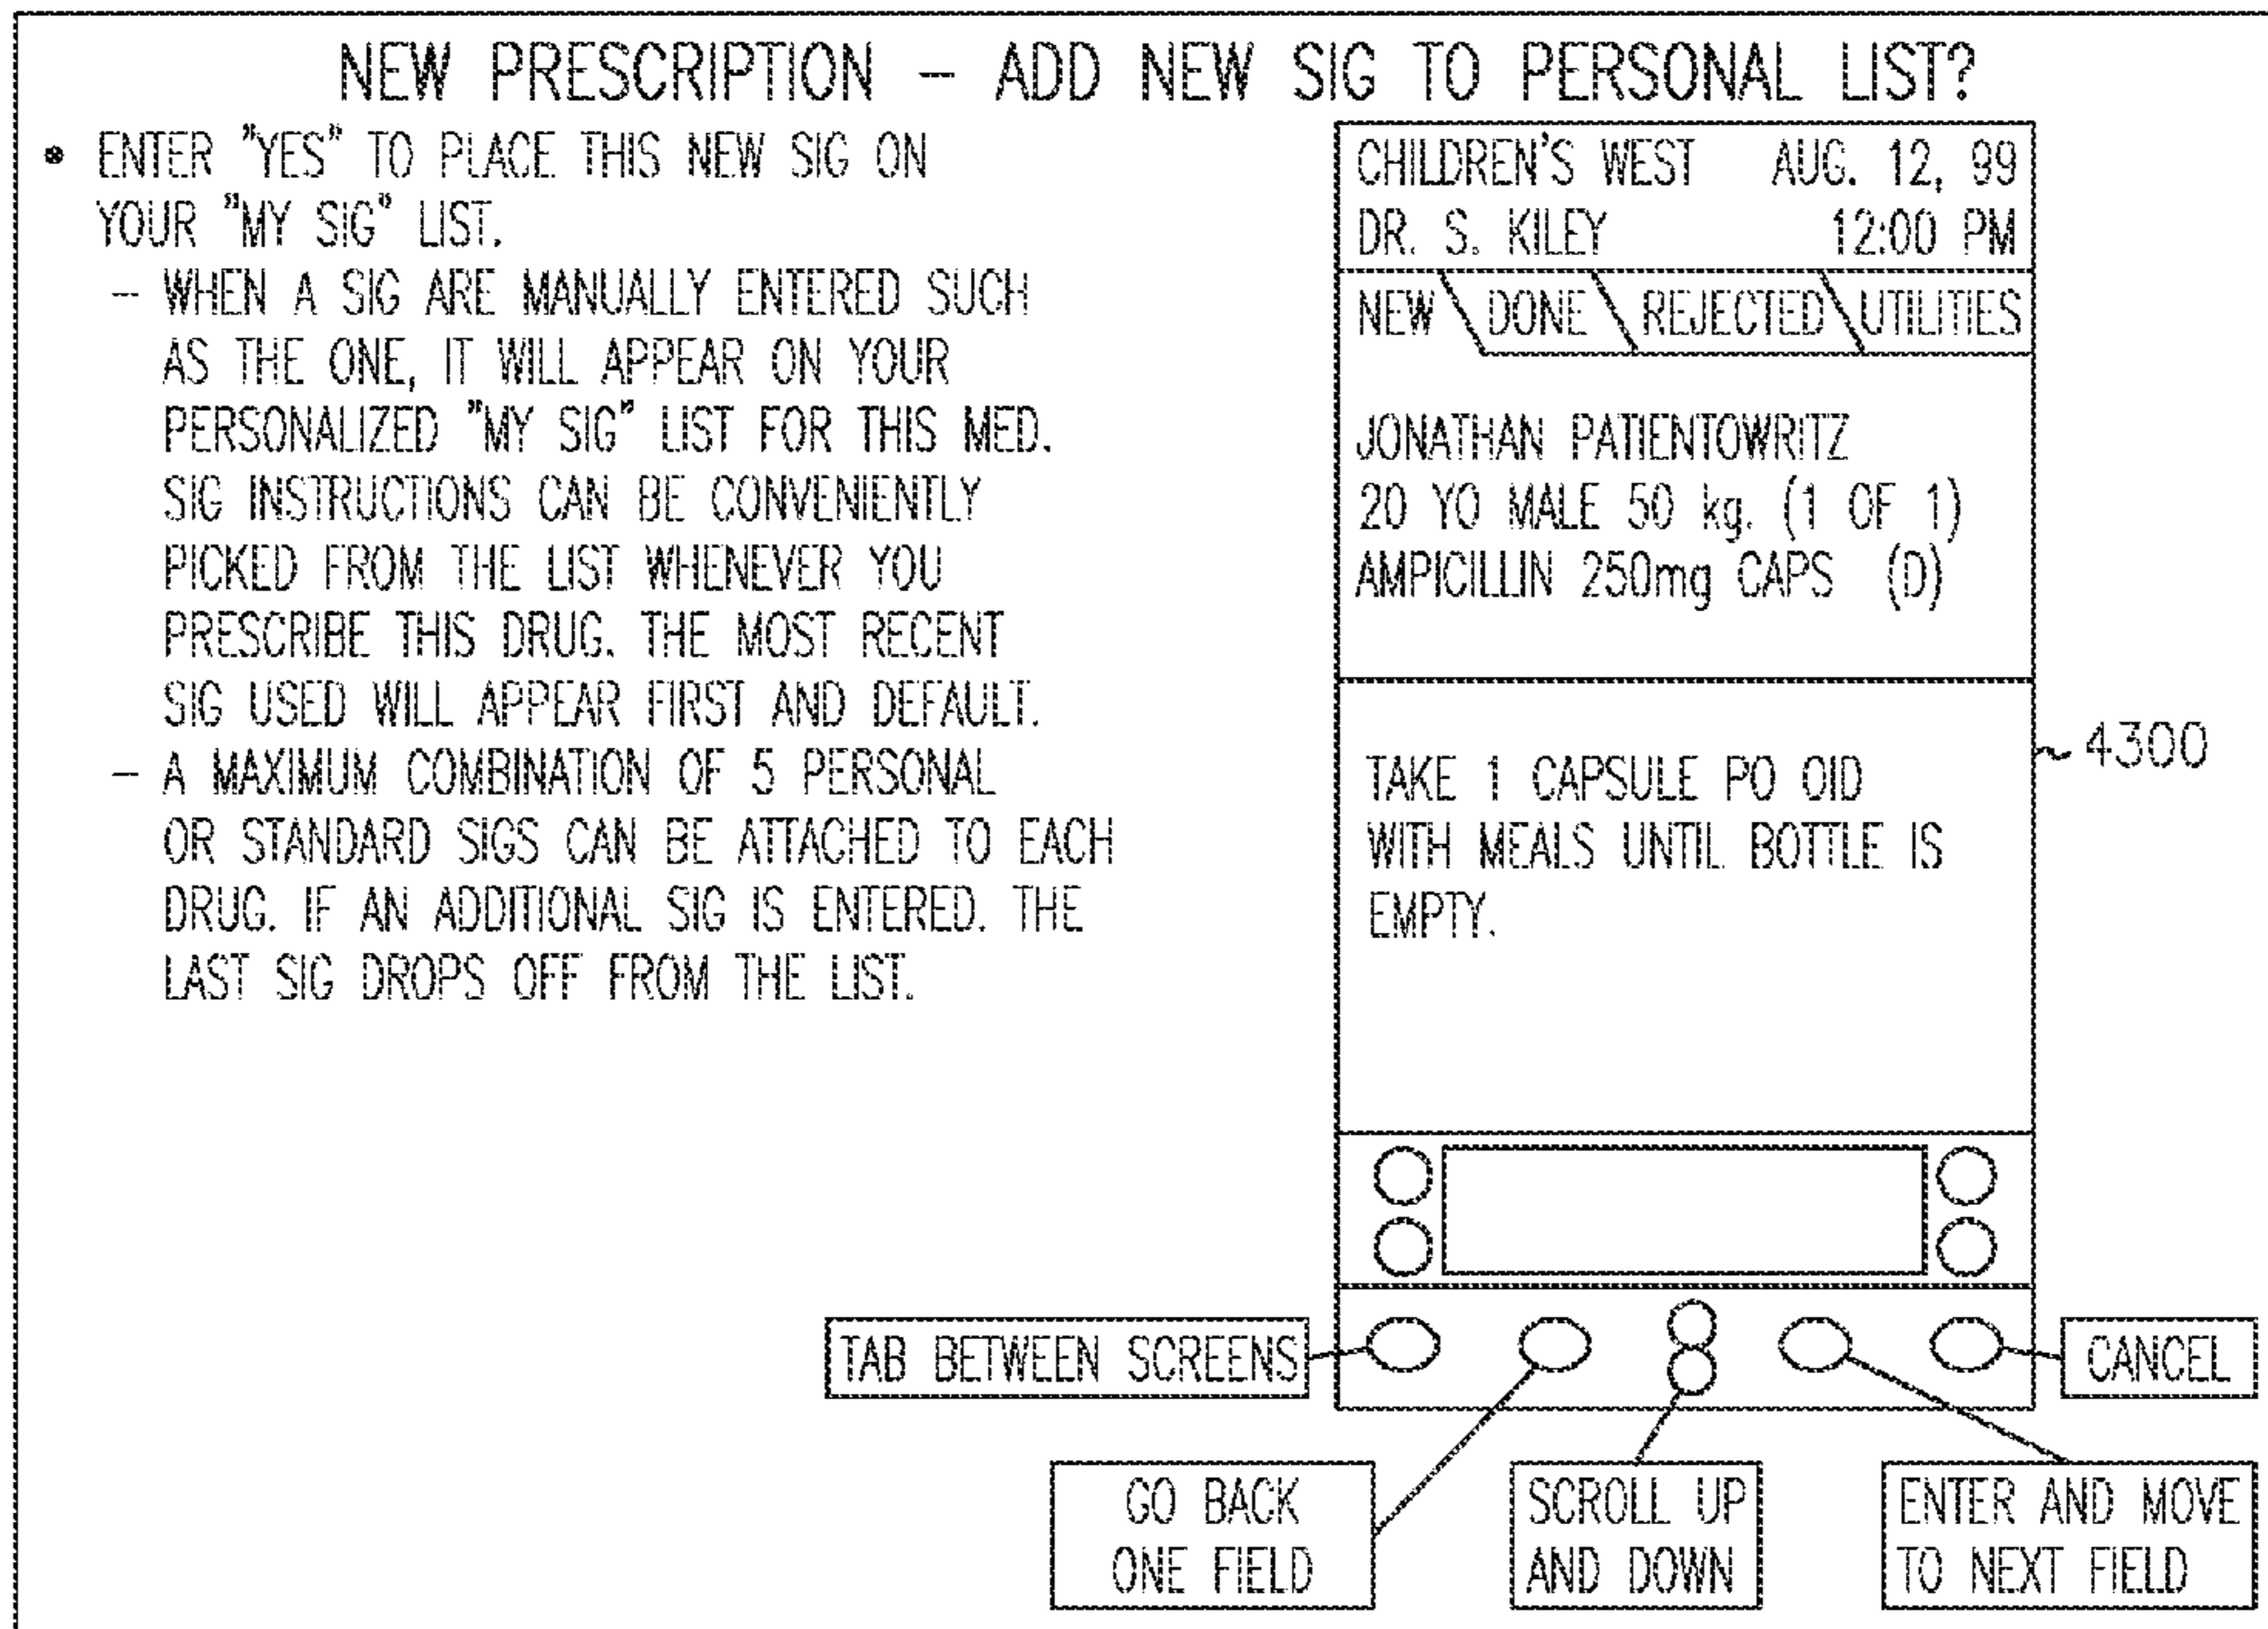 NEW PRESCRIPTION – ADD NEW SIG TO PERSONAL LIST?
• ENTER "YES" TO PLACE THIS NEW SIG ON
YOUR "MY SIG" LIST.
– WHEN A SIG ARE MANUALLY ENTERED SUCH
AS THE ONE, IT WILL APPEAR ON YOUR
PERSONALIZED "MY SIG" LIST FOR THIS MED.
SIG INSTRUCTIONS CAN BE CONVENIENTLY
PICKED FROM THE LIST WHENEVER YOU
PRESCRIBE THIS DRUG. THE MOST RECENT
SIG USED WILL APPEAR FIRST AND DEFAULT.
– A MAXIMUM COMBINATION OF 5 PERSONAL
OR STANDARD SIGS CAN BE ATTACHED TO EACH
DRUG. IF AN ADDITIONAL SIG IS ENTERED. THE
LAST SIG DROPS OFF FROM THE LIST.
CHILDREN'S WEST AUG. 12, 99
DR. S. KILEY 12:00 PM
NEW DONE REJECTED UTILITIES
JONATHAN PATIENTOWRITZ
20 YO MALE 50 kg. (1 OF 1)
AMPICILLIN 250mg CAPS (D)
TAKE 1 CAPSULE PO OID
WITH MEALS UNTIL BOTTLE IS
EMPTY.
4300
TAB BETWEEN SCREENS
CANCEL
GO BACK
ONE FIELD
SCROLL UP
AND DOWN
ENTER AND MOVE
TO NEXT FIELD